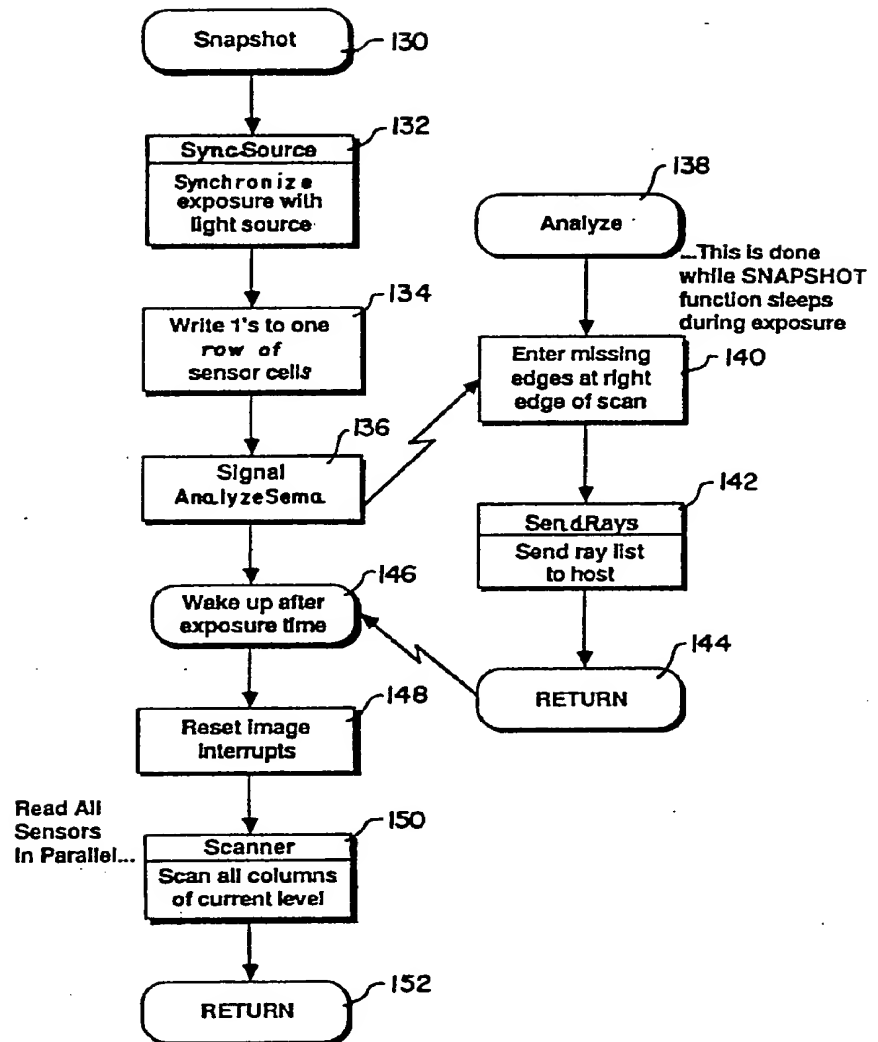 Snapshot
130
132
SyncSource
Synchronize
exposure with
light source
134
Write 1's to one
row of
sensor cells
136
Signal
AnalyzeSema
146
Wake up after
exposure time
148
Reset Image
Interrupts
Read All
Sensors
In Parallel...
150
Scanner
Scan all columns
of current level
RETURN
152
138
Analyze
...This is done
while SNAPSHOT
function sleeps
during exposure
Enter missing
edges at right
edge of scan
140
142
SendRays
Send ray list
to host
144
RETURN